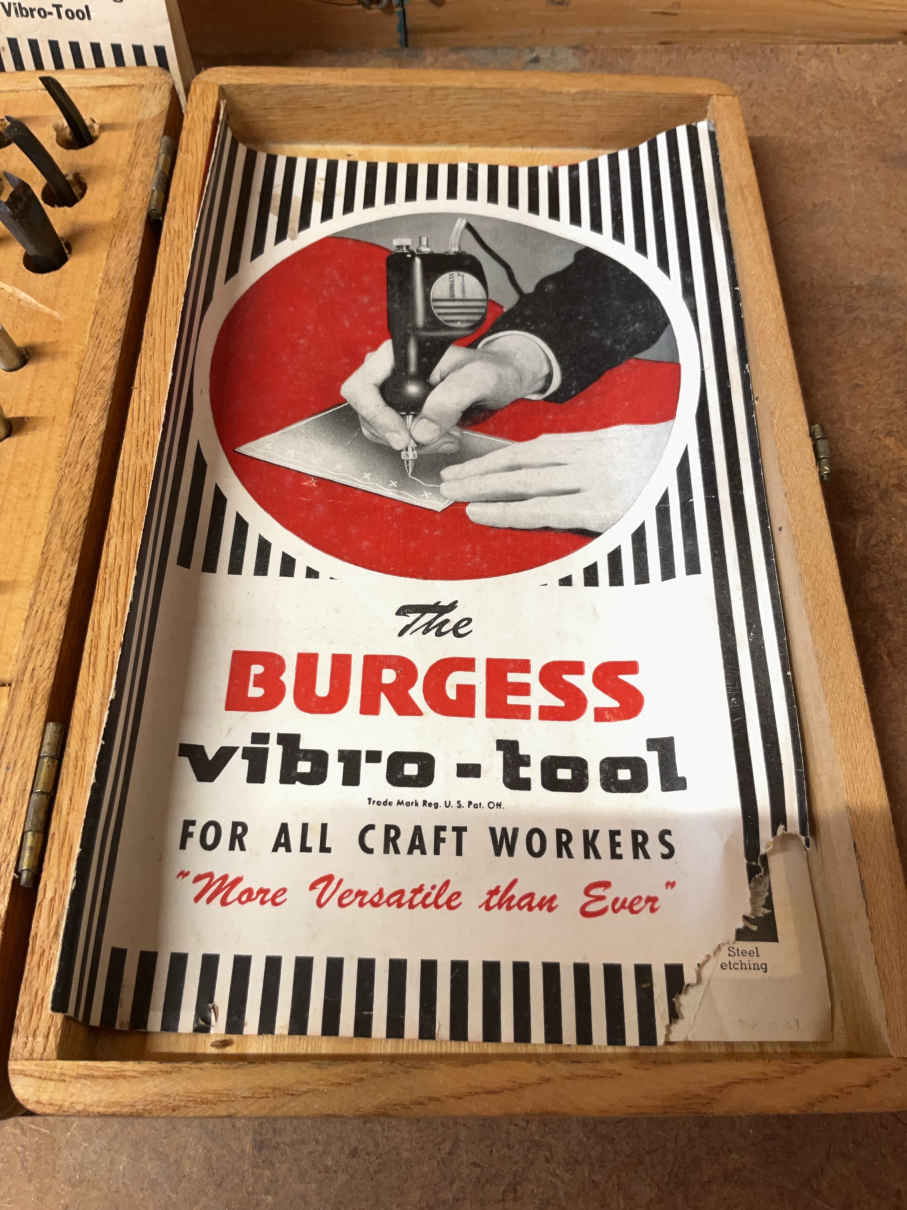 Vibro-Tool
The
BURGESS
vibro-tool
Trade Mark Reg. U. S. Pat. Off.
FOR ALL CRAFT WORKERS
"More Versatile than Ever"
Steel
etching